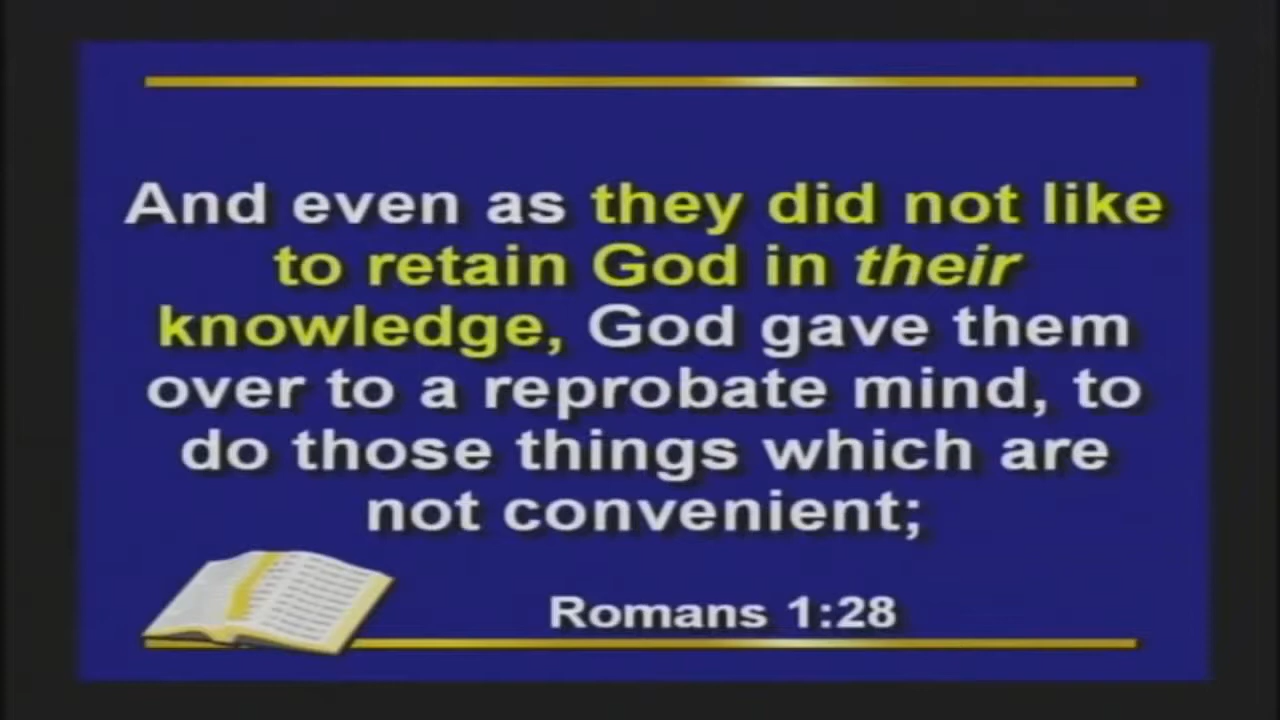 And even as they did not like
to retain God in their
knowledge, God gave them
over to a reprobate mind, to
do those things which are
not convenient;
Romans 1:28